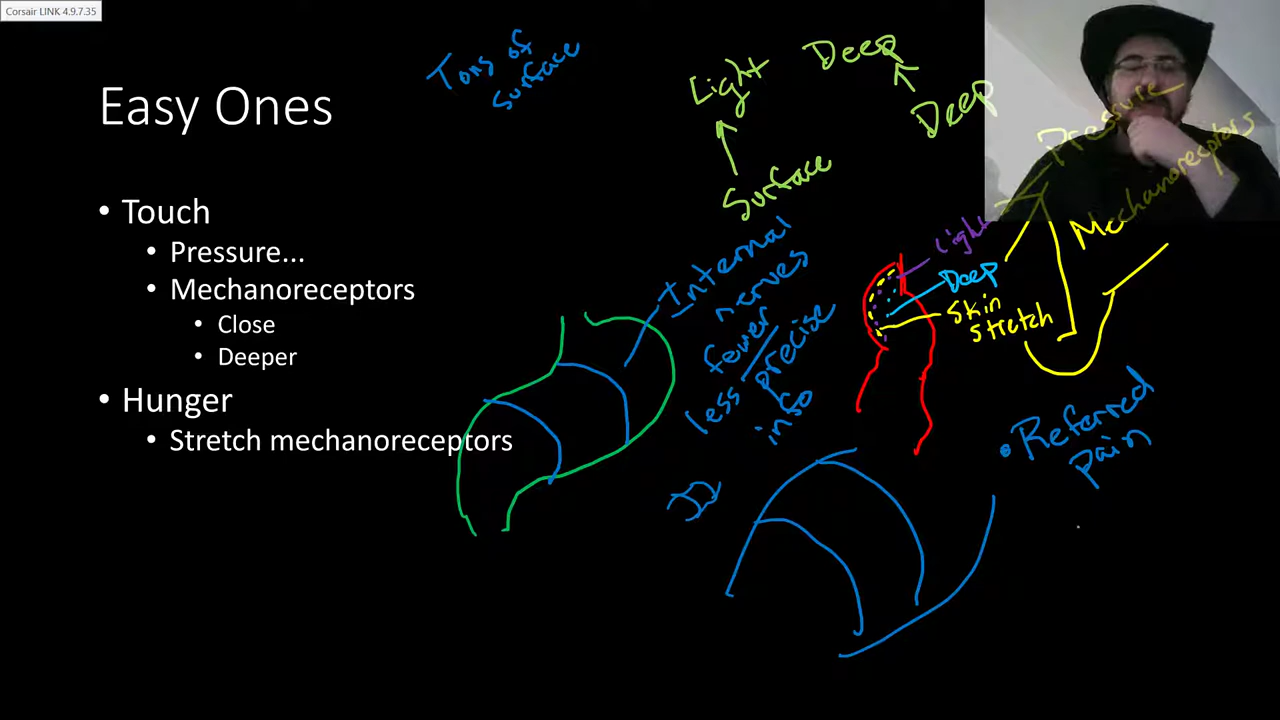 Corsair LINK 4.9.7.35
Easy Ones
• Touch
• Pressure...
• Mechanoreceptors
• Close
• Deeper
• Hunger
• Stretch mechanoreceptors
Tons of
surface
Light
Surface
Deep
Deep
Pressure
Mechanoreceptors
Light
Deep
Skin
stretch
Internal
nerves
fewer
less precise
info
• Referred
pain